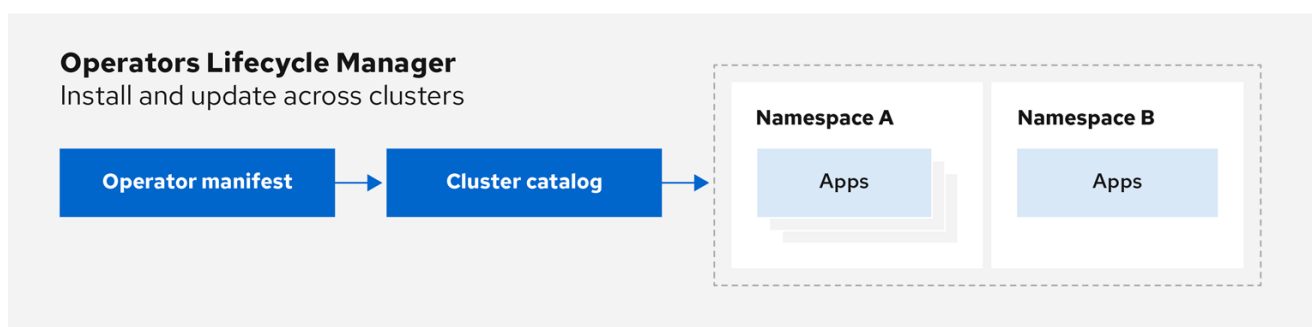 Operators Lifecycle Manager
Install and update across clusters
Operator manifest
Cluster catalog
Namespace A
Apps
Namespace B
Apps